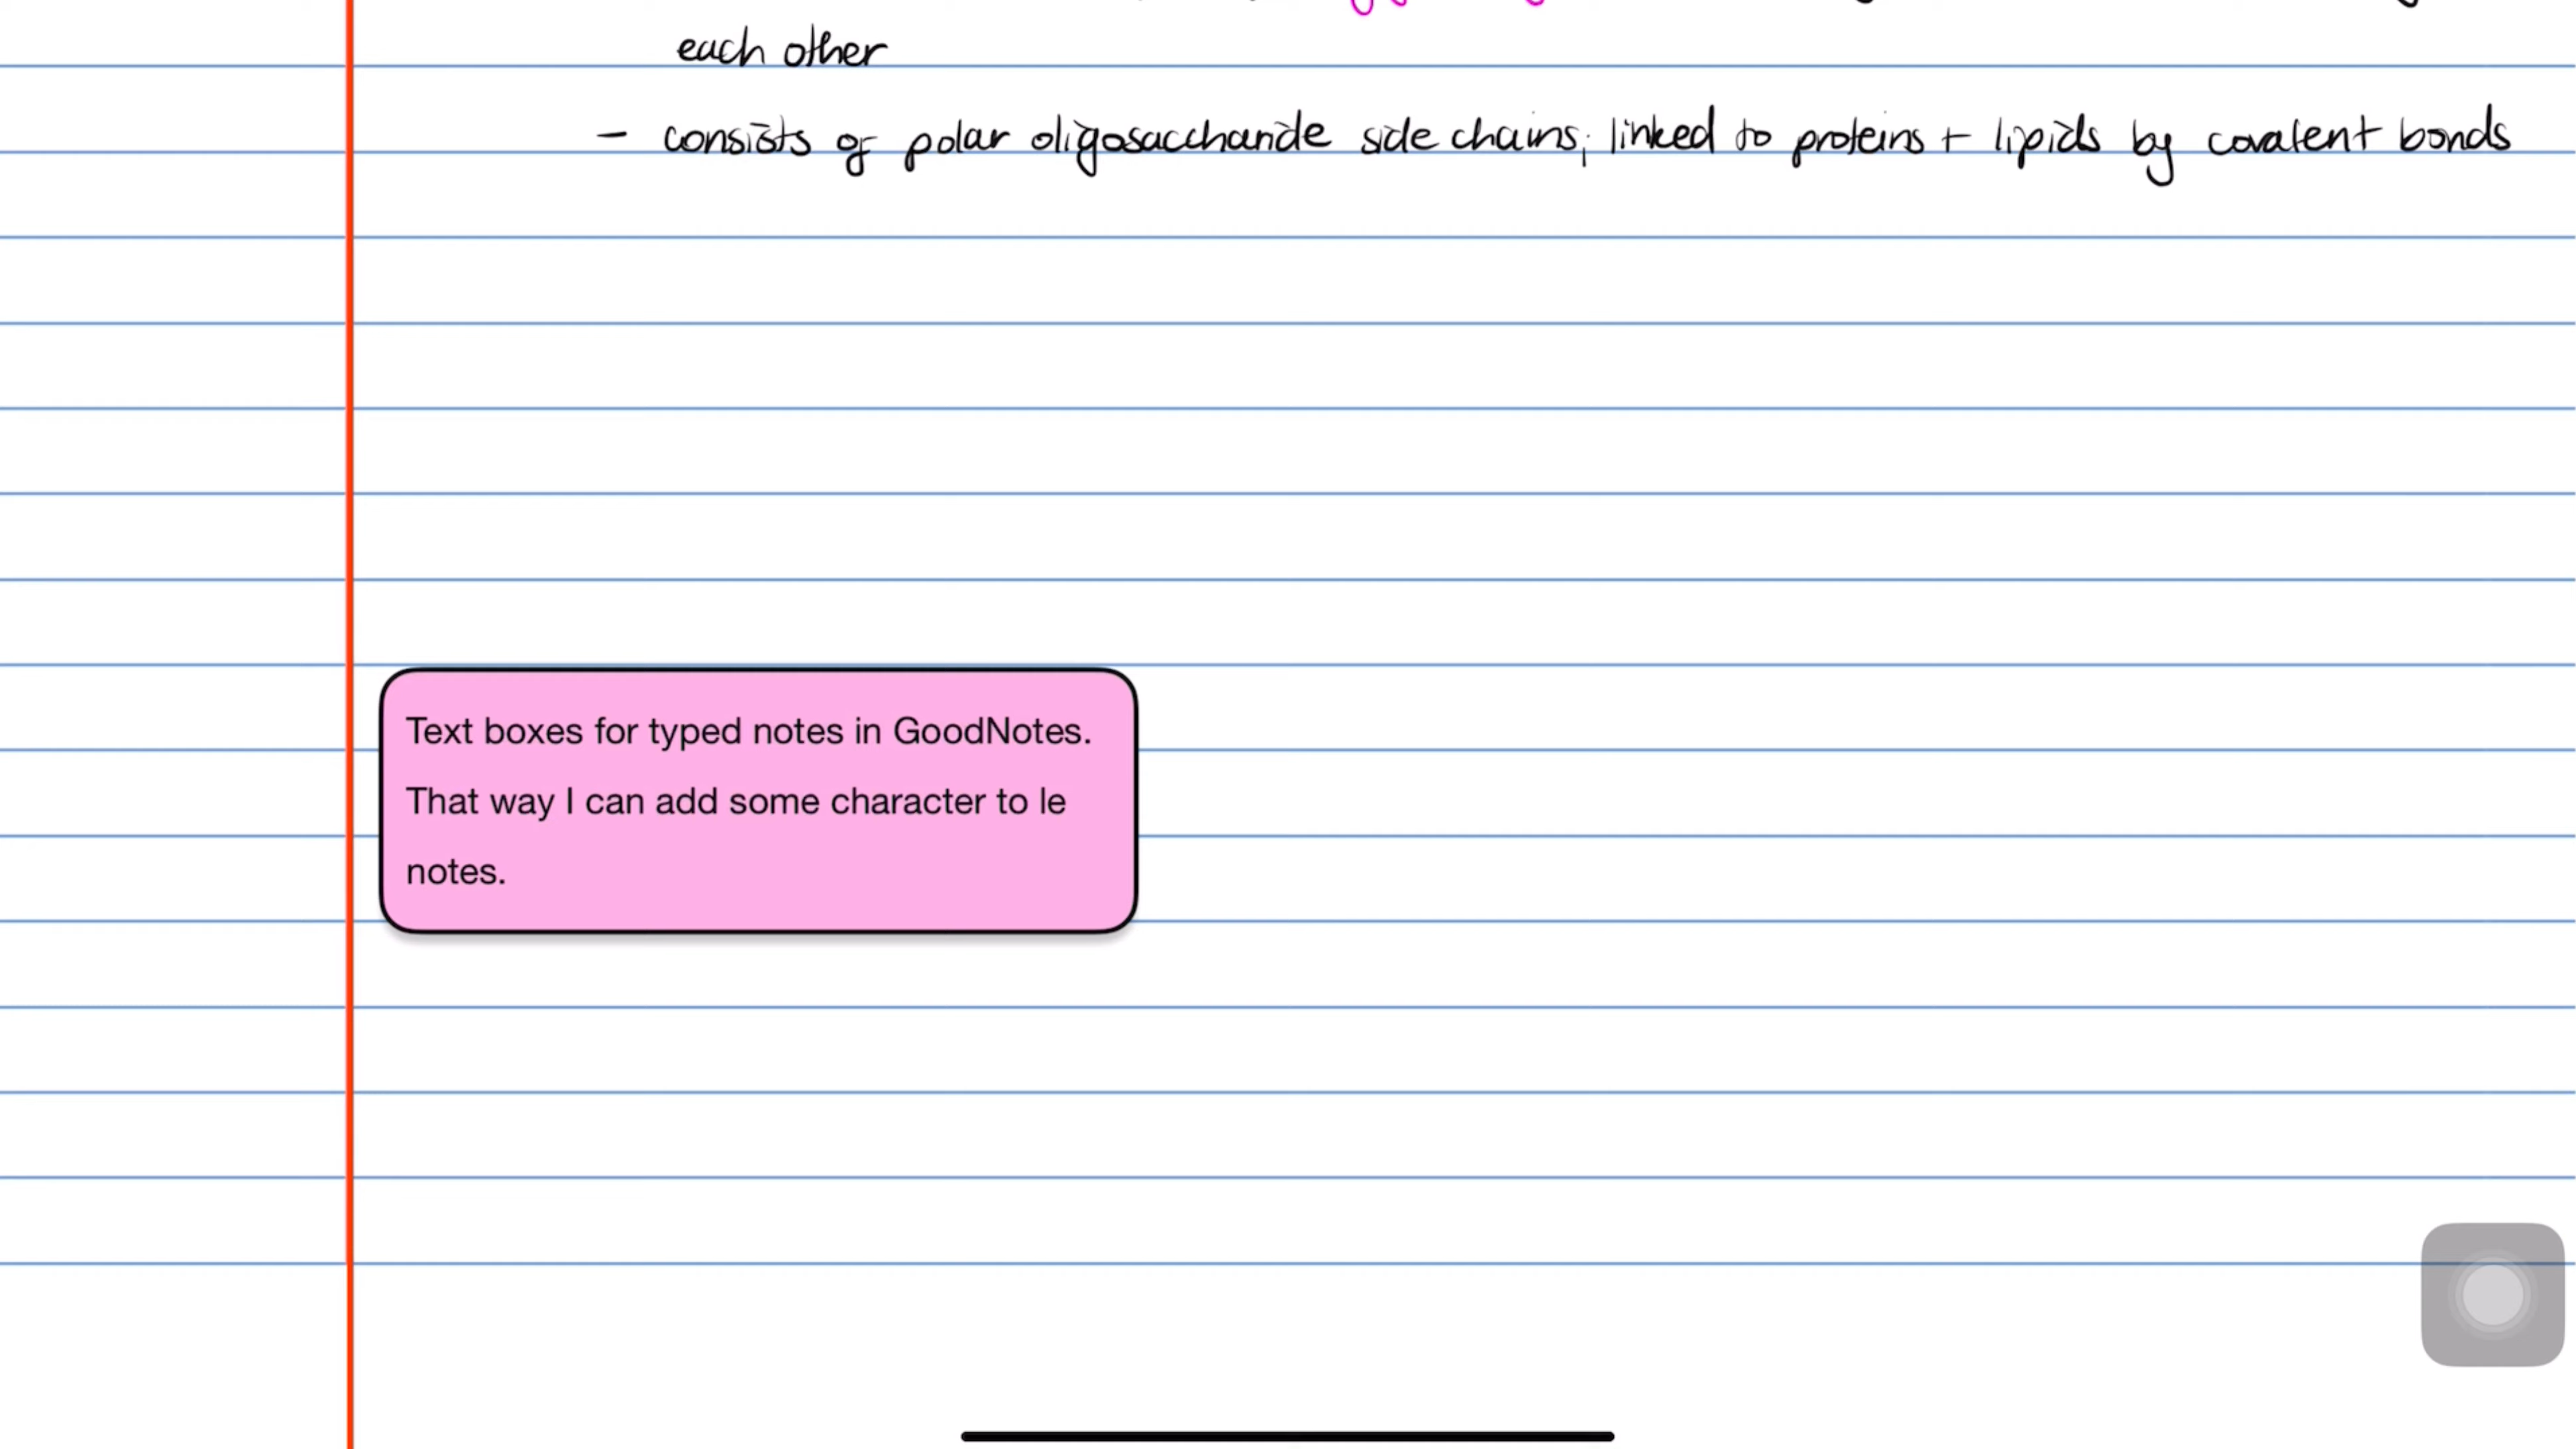 each other
- consists of polar oligosaccharide side chains; linked to proteins + lipids by covalent bonds
Text boxes for typed notes in GoodNotes.
That way I can add some character to le
notes.